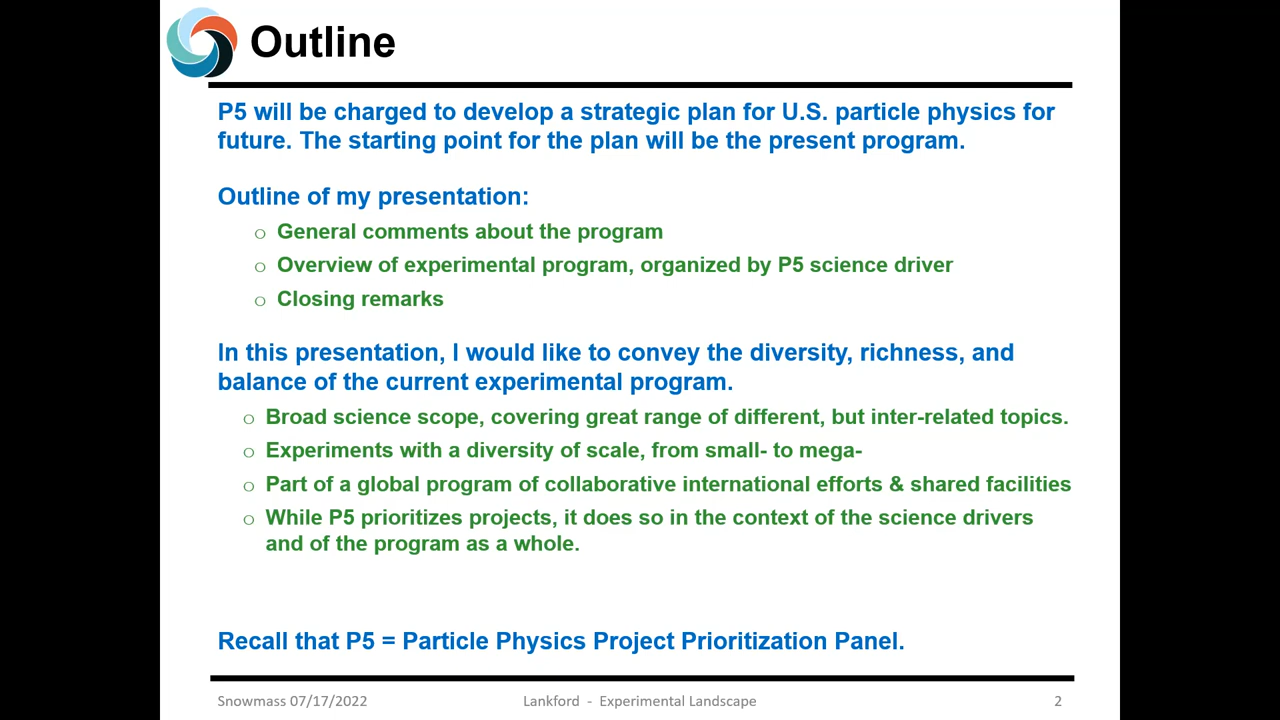 Outline
P5 will be charged to develop a strategic plan for U.S. particle physics for
future. The starting point for the plan will be the present program.
Outline of my presentation:
o General comments about the program
o Overview of experimental program, organized by P5 science driver
o Closing remarks
In this presentation, I would like to convey the diversity, richness, and
balance of the current experimental program.
o Broad science scope, covering great range of different, but inter-related topics.
o Experiments with a diversity of scale, from small- to mega-
o Part of a global program of collaborative international efforts & shared facilities
o While P5 prioritizes projects, it does so in the context of the science drivers
and of the program as a whole.
Recall that P5 = Particle Physics Project Prioritization Panel.
Snowmass 07/17/2022 Lankford - Experimental Landscape 2